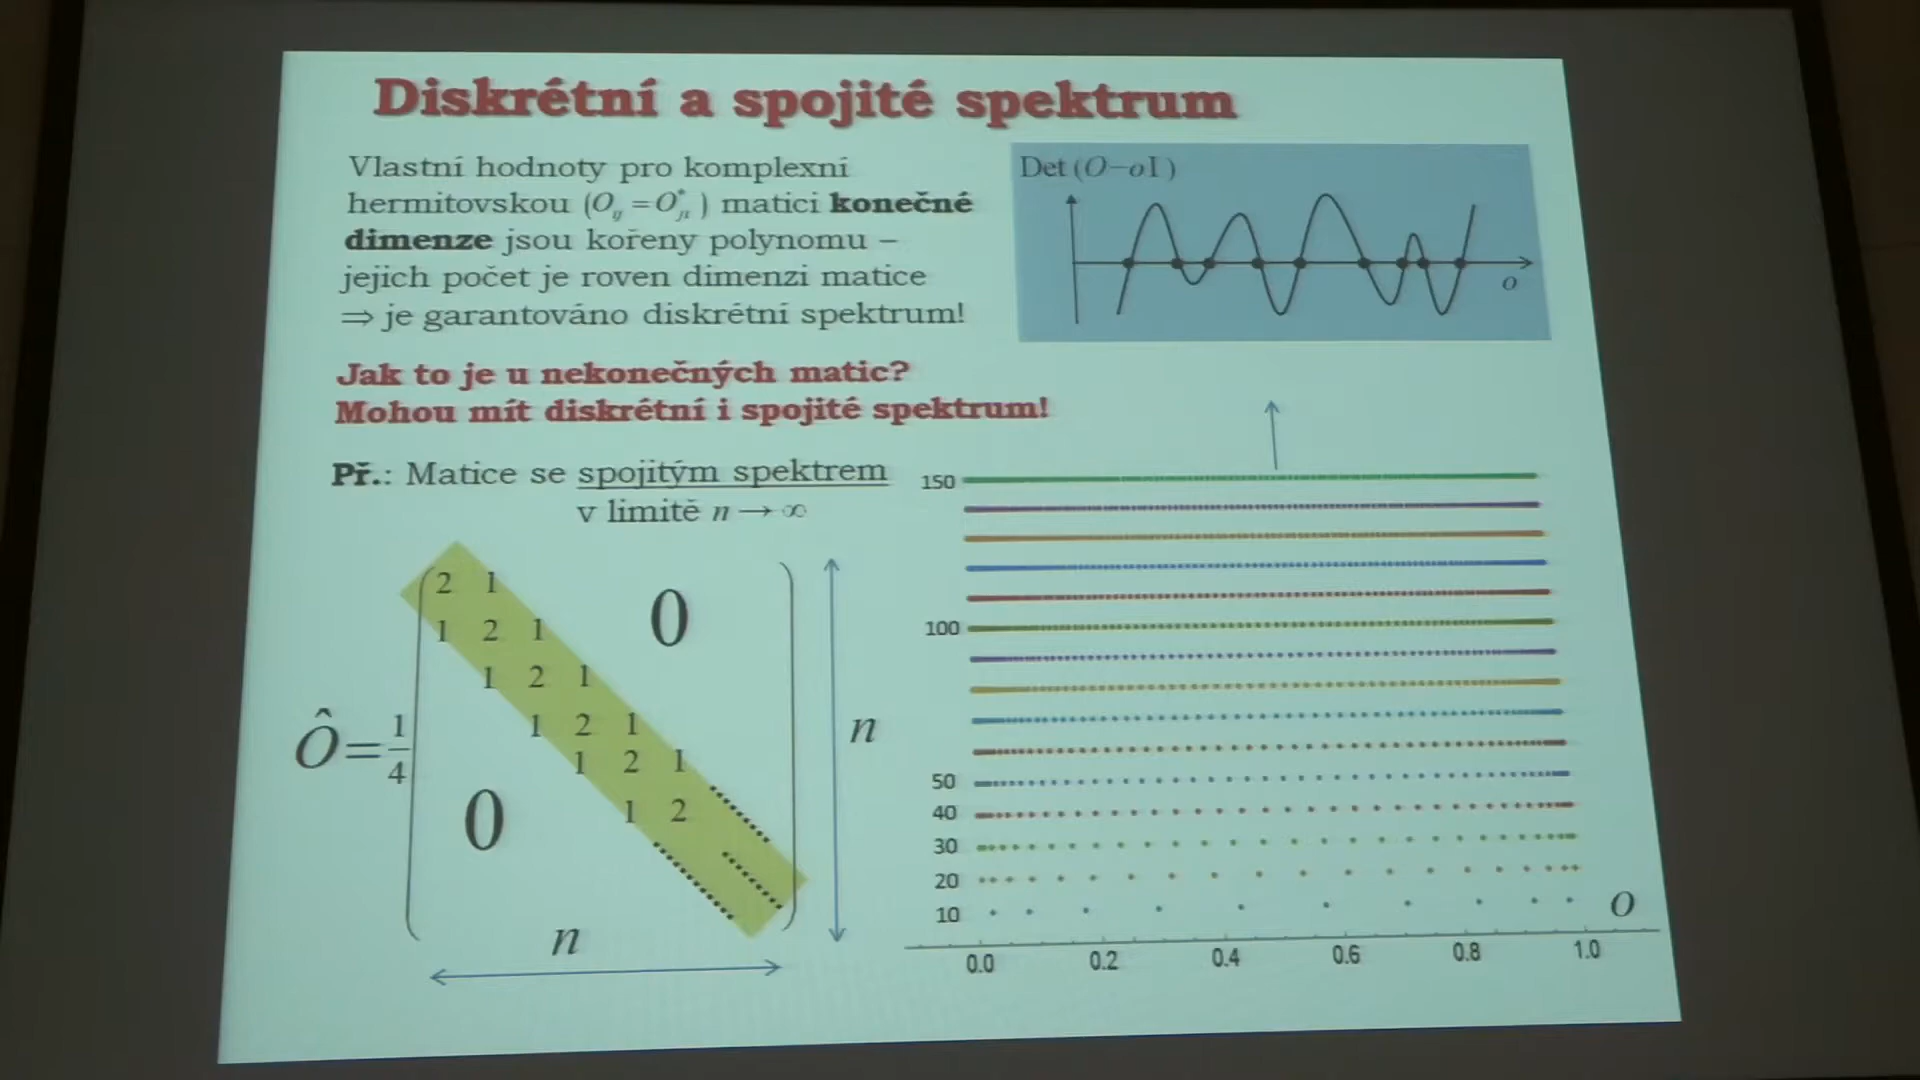 Diskrétní a spojité spektrum
Vlastní hodnoty pro komplexní
hermitovskou (O_ij = O*_ji) matici konečné
dimenze jsou kořeny polynomu –
jejich počet je roven dimenzi matice
⇒ je garantováno diskrétní spektrum!
Det (O−oI)
o
Jak to je u nekonečných matic?
Mohou mít diskrétní i spojité spektrum!
Př.: Matice se spojitým spektrem
v limitě n → ∞
Ô = 1/4
2 1
1 2 1
1 2 1
1 2 1
1 2 1
1 2
0
0
n
n
150
100
50
40
30
20
10
O
0.0 0.2 0.4 0.6 0.8 1.0